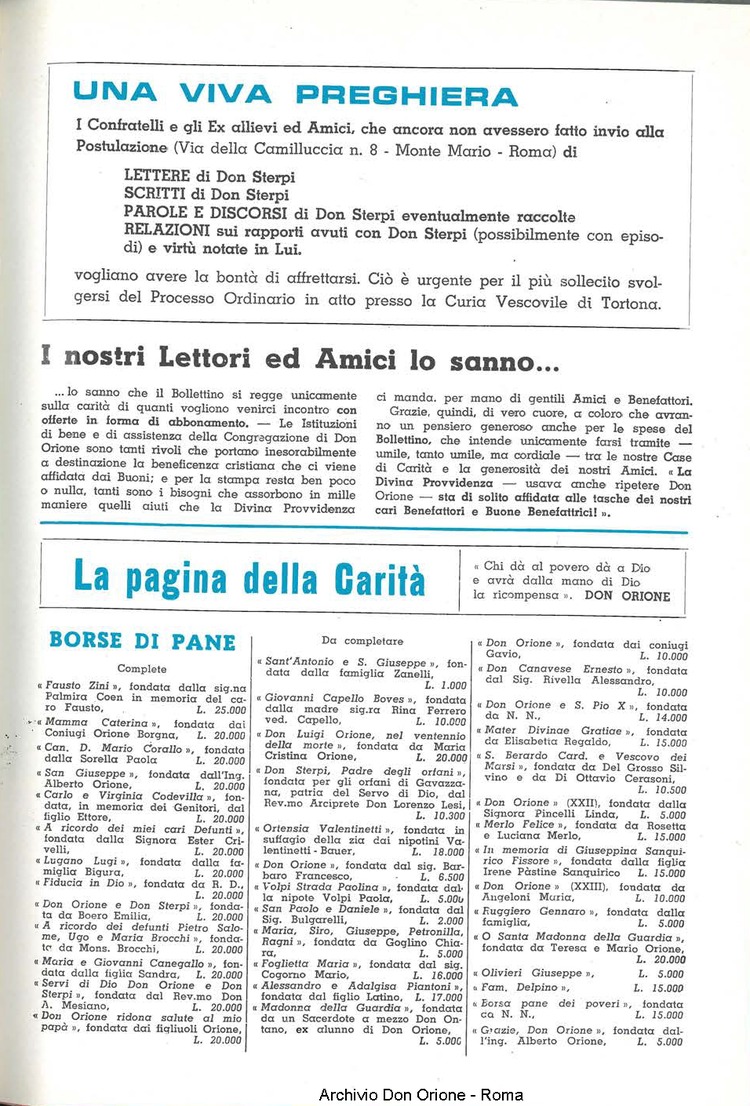 UNA VIVA PREGHIERA
I Confratelli e gli Ex allievi ed Amici, che ancora non avessero fatto invio alla
Postulazione (Via della Camilluccia n. 8 - Monte Mario - Roma) di
LETTERE di Don Sterpi
SCRITTI di Don Sterpi
PAROLE E DISCORSI di Don Sterpi eventualmente raccolte
RELAZIONI sui rapporti avuti con Don Sterpi (possibilmente con episo-
di) e virtù notate in Lui.
vogliano avere la bontà di affrettarsi. Ciò è urgente per il più sollecito svol-
gersi del Processo Ordinario in atto presso la Curia Vescovile di Tortona.
I nostri Lettori ed Amici lo sanno...
...lo sanno che il Bollettino si regge unicamente
sulla carità di quanti vogliono venirci incontro con
offerte in forma di abbonamento. — Le Istituzioni
di bene e di assistenza della Congregazione di Don
Orione sono tanti rivoli che portano inesorabilmente
a destinazione la beneficenza cristiana che ci viene
affidata dai Buoni; e per la stampa resta ben poco
o nulla, tanti sono i bisogni che assorbono in mille
maniere quelli aiuti che la Divina Provvidenza
ci manda. per mano di gentili Amici e Benefattori.
Grazie, quindi, di vero cuore, a coloro che avran-
no un pensiero generoso anche per le spese del
Bollettino, che intende unicamente farsi tramite —
umile, tanto umile, ma cordiale — tra le nostre Case
di Carità e la generosità dei nostri Amici. « La
Divina Provvidenza — usava anche ripetere Don
Orione — sta di solito affidata alle tasche dei nostri
cari Benefattori e Buone Benefattrici! ».
La pagina della Carità
« Chi dà al povero dà a Dio
e avrà dalla mano di Dio
la ricompensa ». DON ORIONE
BORSE DI PANE
Complete
« Fausto Zini », fondata dalla sig.na
Palmira Coen in memoria del ca-
ro Fausto, L. 25.000
« Mamma Caterina », fondata dai
Coniugi Orione Borgna, L. 20.000
« Can. D. Mario Corallo », fondata
dalla Sorella Paola L. 20.000
« San Giuseppe », fondata dall'Ing.
Alberto Orione, L. 20.000
« Carlo e Virginia Codevilla », fon-
data, in memoria dei Genitori, dal
figlio Ettore, L. 20.000
« A ricordo dei miei cari Defunti »,
fondata dalla Signora Ester Cri-
velli, L. 20.000
« Lugano Lugi », fondata dalla fa-
miglia Bigura, L. 20.000
« Fiducia in Dio », fondata da R. D.,
L. 20.000
« Don Orione e Don Sterpi », fonda-
ta da Boero Emilia, L. 20.000
« A ricordo dei defunti Pietro Salo-
me, Ugo e Maria Brocchi », fonda-
ta da Mons. Brocchi, L. 20.000
« Maria e Giovanni Canegallo », fon-
data dalla figlia Sandra, L. 20.000
« Servi di Dio Don Orione e Don
Sterpi », fondata dal Rev.mo Don
A. Mesiano, L. 20.000
« Don Orione ridona salute al mio
papà », fondata dai figliuoli Orione,
L. 20.000
Da completare
« Sant'Antonio e S. Giuseppe », fon-
data dalla famiglia Zanelli,
L. 1.000
« Giovanni Capello Boves », fondata
dalla madre sig.ra Rina Ferrero
ved. Capello, L. 10.000
« Don Luigi Orione, nel ventennio
della morte », fondata da Maria
Cristina Orione, L. 20.000
« Don Sterpi, Padre degli orfani »,
fondata per gli orfani di Gavazza-
na, patria del Servo di Dio, dal
Rev.mo Arciprete Don Lorenzo Lesi,
L. 10.300
« Ortensia Valentinetti », fondata in
suffagio della zia dai nipotini Va-
lentinetti - Bauer, L. 18.000
« Don Orione », fondata dal sig. Bar-
baro Francesco, L. 6.500
« Volpi Strada Paolina », fondata dal-
la nipote Volpi Paola, L. 5.000
« San Paolo e Daniele », fondata dal
Sig. Bulgarelli, L. 2.000
« Maria, Siro, Giuseppe, Petronilla,
Ragni », fondata da Goglino Chia-
ra, L. 5.000
« Foglietta Maria », fondata dal sig.
Cogorno Mario, L. 16.000
« Alessandro e Adalgisa Piantoni »,
fondata dal figlio Latino, L. 17.000
« Madonna della Guardia », fondata
da un Sacerdote a mezzo Don On-
tano, ex alunno di Don Orione,
L. 5.000
« Don Orione », fondata dai coniugi
Gavio, L. 10.000
« Don Canavese Ernesto », fondata
dal Sig. Rivella Alessandro,
L. 10.000
« Don Orione e S. Pio X », fondata
da N. N., L. 14.000
« Mater Divinae Gratiae », fondata
da Elisabetta Regaldo, L. 15.000
« S. Berardo Card. e Vescovo dei
Marsi », fondata da Del Grosso Sil-
vino e da Di Ottavio Cerasoni,
L. 10.500
« Don Orione » (XXII), fondata dalla
Signora Pincelli Linda, L. 5.000
« Merlo Felice », fondata da Rosetta
e Luciana Merlo, L. 15.000
« In memoria di Giuseppina Sanqui-
rico Fissore », fondata dalla figlia
Irene Pàstine Sanquirico L. 15.000
« Don Orione » (XXIII), fondata da
Angeloni Maria, L. 10.000
« Ruggiero Gennaro », fondata dalla
famiglia, L. 5.000
« O Santa Madonna della Guardia »,
fondata da Teresa e Mario Orione,
L. 20.000
« Olivieri Giuseppe », L. 5.000
« Fam. Delpino », L. 15.000
« Borsa pane dei poveri », fondata
ca N. N., L. 15.000
« Grazie, Don Orione », fondata dal-
l'ing. Alberto Orione, L. 5.000
Archivio Don Orione - Roma